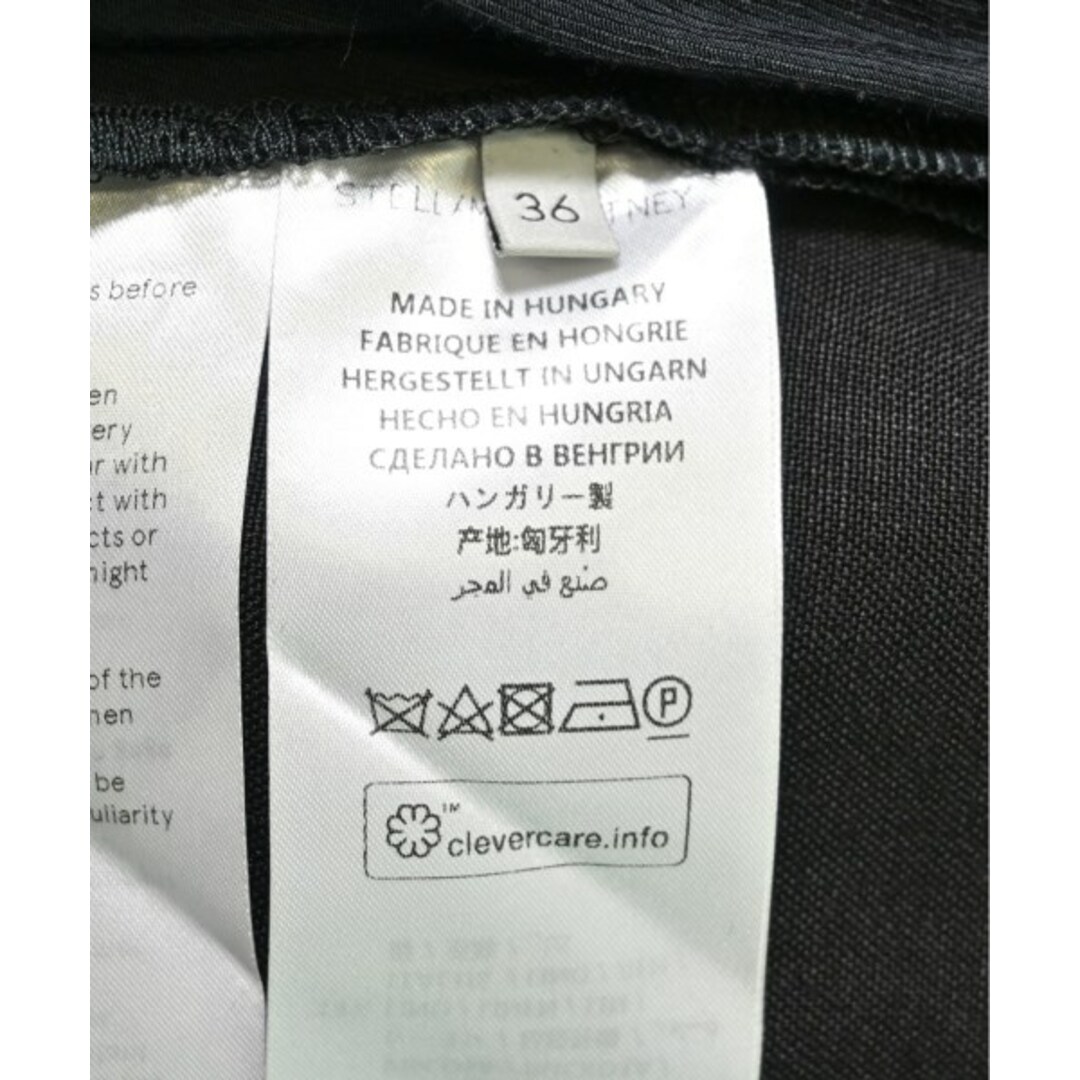 s before
en
ery
r with
t with
cts or
night
of the
nen
be
uliarity
36
MADE IN HUNGARY
FABRIQUE EN HONGRIE
HERGESTELLT IN UNGARN
HECHO EN HUNGRIA
СДЕЛАНО В ВЕНГРИИ
ハンガリー製
产地:匈牙利
صنع في المجر
P
™
clevercare.info